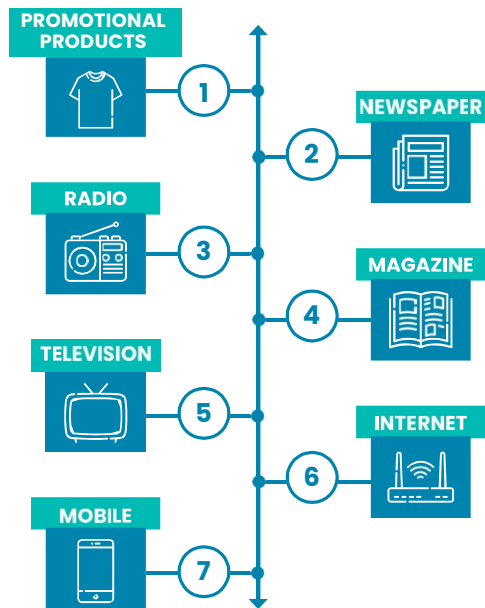 PROMOTIONAL
PRODUCTS
1
NEWSPAPER
2
RADIO
3
MAGAZINE
4
TELEVISION
5
INTERNET
6
MOBILE
7